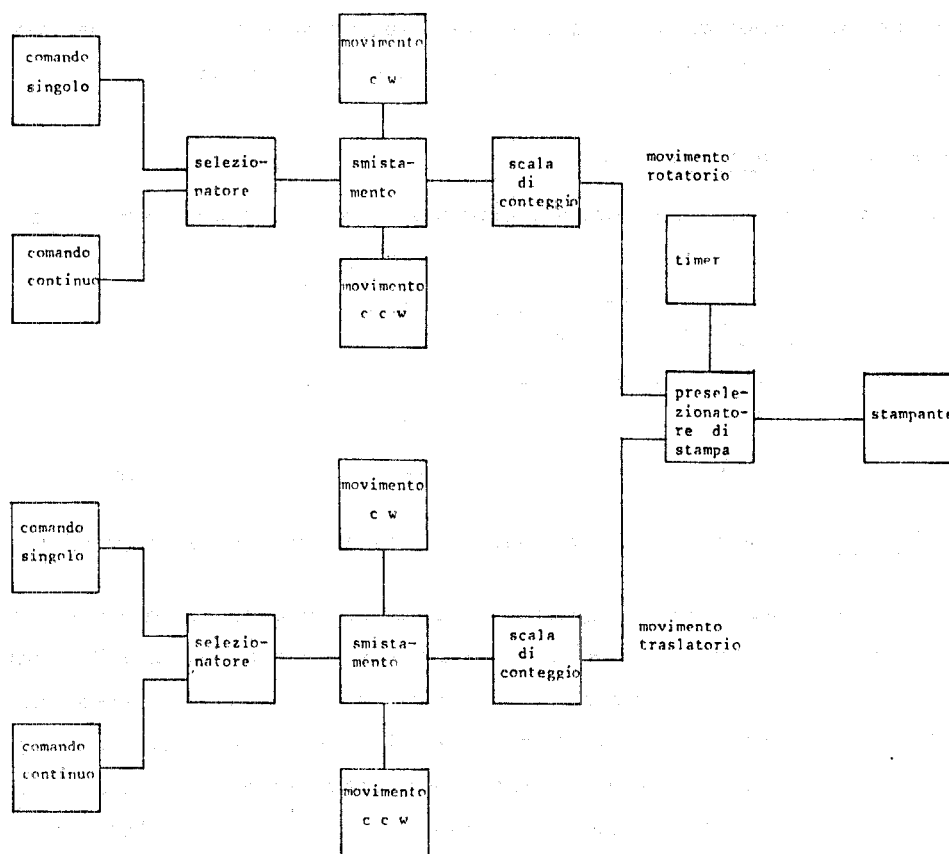 comando
singolo
movimento
c w
selezio-
natore
smista-
mento
scala
di
conteggio
movimento
rotatorio
comando
continuo
movimento
c c w
timer
presele-
zionato-
re di
stampa
stampante
comando
singolo
movimento
c w
selezio-
natore
smista-
mento
scala
di
conteggio
movimento
traslatorio
comando
continuo
movimento
c c w